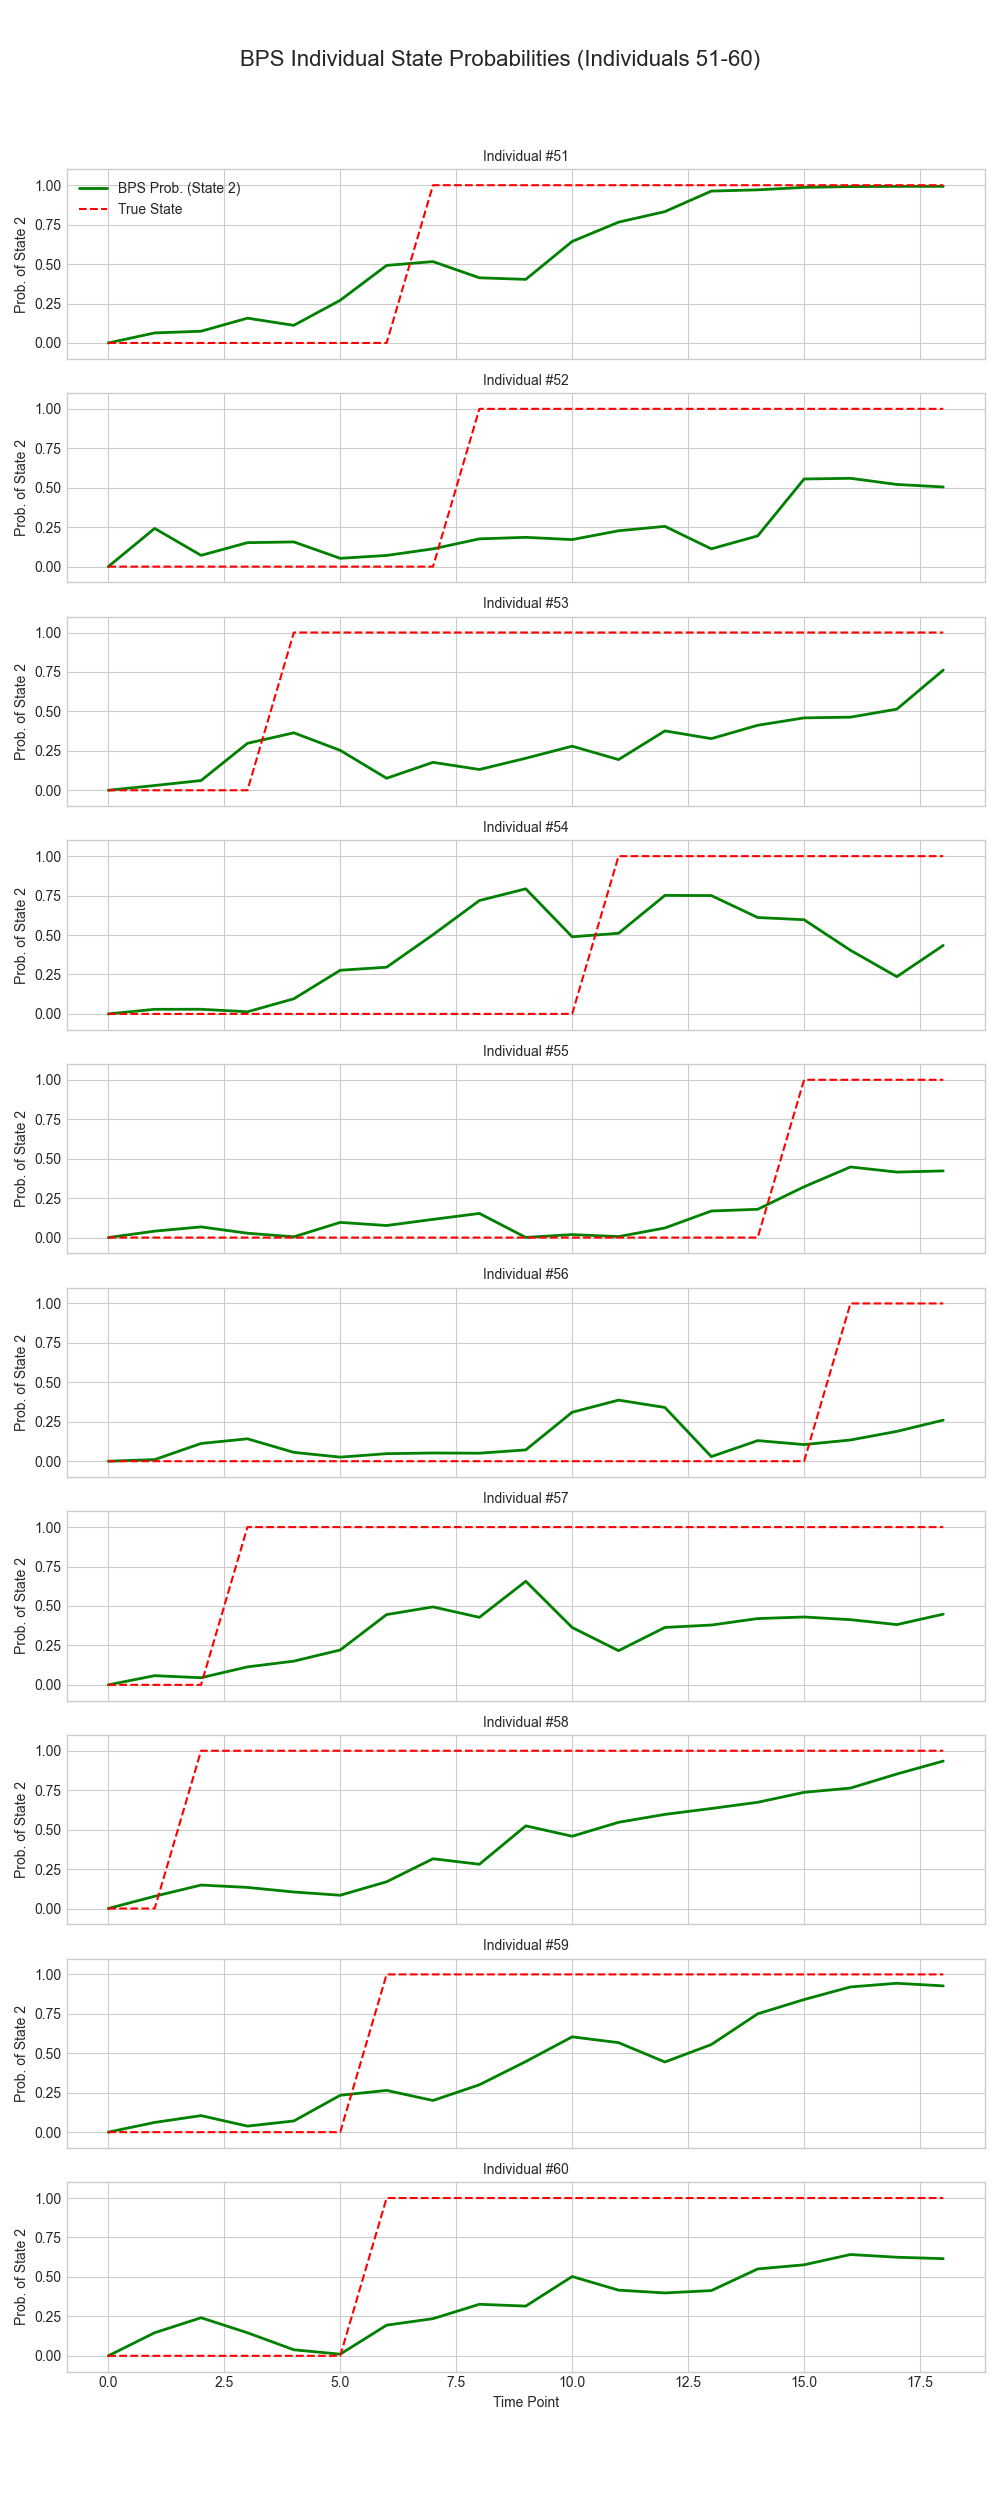 BPS Individual State Probabilities (Individuals 51-60)
Individual #51
Prob. of State 2
1.00
0.75
0.50
0.25
0.00
BPS Prob. (State 2)
True State
Individual #52
Prob. of State 2
1.00
0.75
0.50
0.25
0.00
Individual #53
Prob. of State 2
1.00
0.75
0.50
0.25
0.00
Individual #54
Prob. of State 2
1.00
0.75
0.50
0.25
0.00
Individual #55
Prob. of State 2
1.00
0.75
0.50
0.25
0.00
Individual #56
Prob. of State 2
1.00
0.75
0.50
0.25
0.00
Individual #57
Prob. of State 2
1.00
0.75
0.50
0.25
0.00
Individual #58
Prob. of State 2
1.00
0.75
0.50
0.25
0.00
Individual #59
Prob. of State 2
1.00
0.75
0.50
0.25
0.00
Individual #60
Prob. of State 2
1.00
0.75
0.50
0.25
0.00
0.0 2.5 5.0 7.5 10.0 12.5 15.0 17.5
Time Point